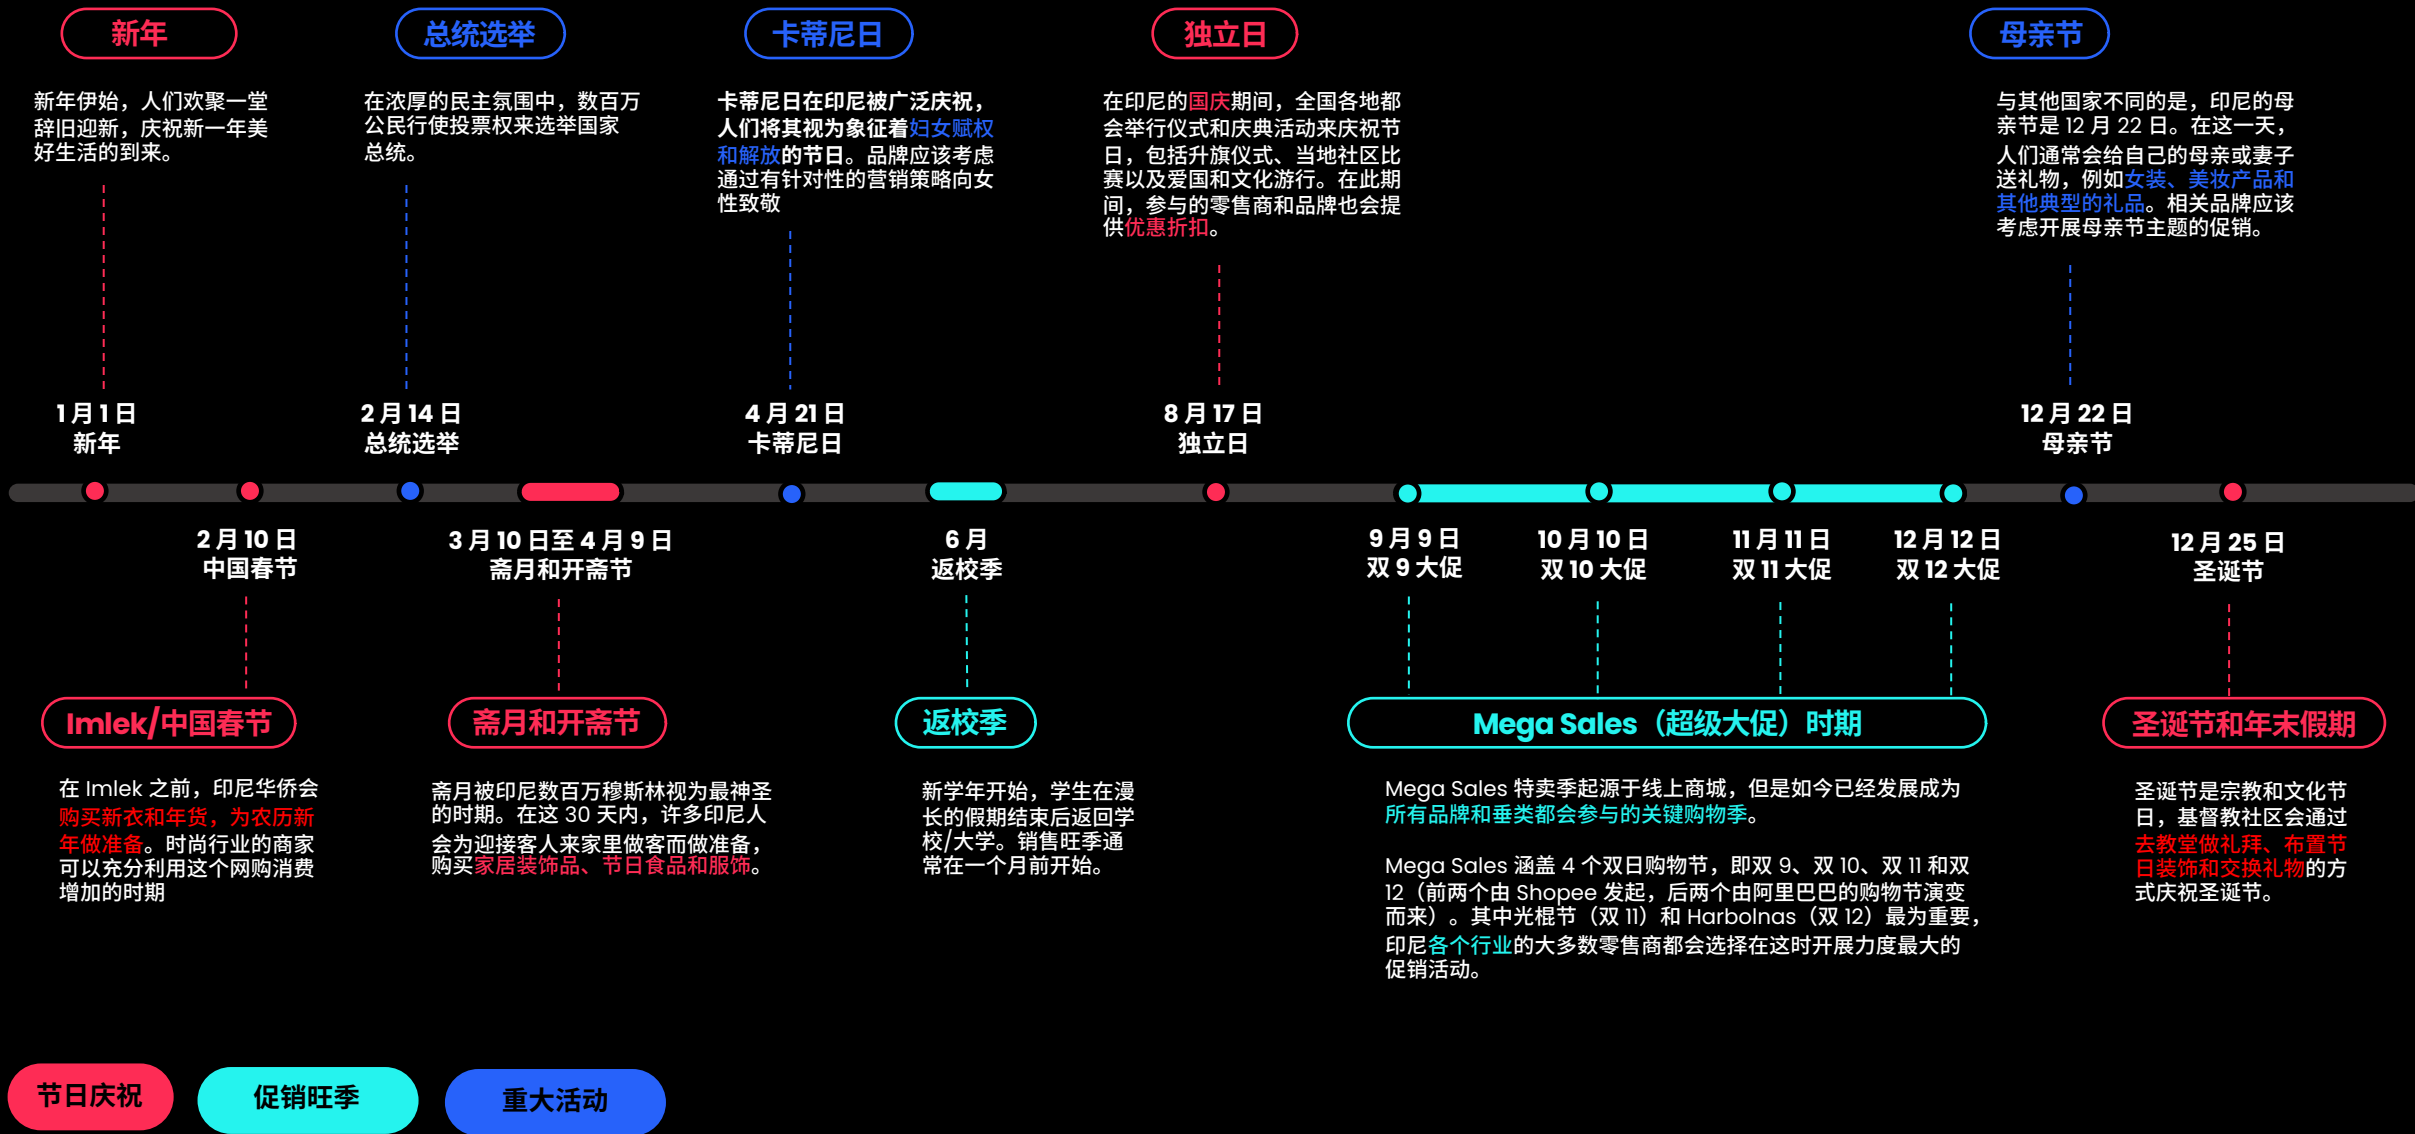 新年
总统选举
卡蒂尼日
独立日
母亲节
新年伊始，人们欢聚一堂
辞旧迎新，庆祝新一年美
好生活的到来。
在浓厚的民主氛围中，数百万
公民行使投票权来选举国家
总统。
卡蒂尼日在印尼被广泛庆祝，
人们将其视为象征着妇女赋权
和解放的节日。品牌应该考虑
通过有针对性的营销策略向女
性致敬
在印尼的国庆期间，全国各地都
会举行仪式和庆典活动来庆祝节
日，包括升旗仪式、当地社区比
赛以及爱国和文化游行。在此期
间，参与的零售商和品牌也会提
供优惠折扣。
与其他国家不同的是，印尼的母
亲节是 12 月 22 日。在这一天，
人们通常会给自己的母亲或妻子
送礼物，例如女装、美妆产品和
其他典型的礼品。相关品牌应该
考虑开展母亲节主题的促销。
1 月 1 日
新年
2 月 14 日
总统选举
4 月 21 日
卡蒂尼日
8 月 17 日
独立日
12 月 22 日
母亲节
2 月 10 日
中国春节
3 月 10 日至 4 月 9 日
斋月和开斋节
6 月
返校季
9 月 9 日
双 9 大促
10 月 10 日
双 10 大促
11 月 11 日
双 11 大促
12 月 12 日
双 12 大促
12 月 25 日
圣诞节
Imlek/中国春节
斋月和开斋节
返校季
Mega Sales（超级大促）时期
圣诞节和年末假期
在 Imlek 之前，印尼华侨会
购买新衣和年货，为农历新
年做准备。时尚行业的商家
可以充分利用这个网购消费
增加的时期
斋月被印尼数百万穆斯林视为最神圣
的时期。在这 30 天内，许多印尼人
会为迎接客人来家里做客而做准备，
购买家居装饰品、节日食品和服饰。
新学年开始，学生在漫
长的假期结束后返回学
校/大学。销售旺季通
常在一个月前开始。
Mega Sales 特卖季起源于线上商城，但是如今已经发展成为
所有品牌和垂类都会参与的关键购物季。
Mega Sales 涵盖 4 个双日购物节，即双 9、双 10、双 11 和双
12（前两个由 Shopee 发起，后两个由阿里巴巴的购物节演变
而来）。其中光棍节（双 11）和 Harbolnas（双 12）最为重要，
印尼各个行业的大多数零售商都会选择在这时开展力度最大的
促销活动。
圣诞节是宗教和文化节
日，基督教社区会通过
去教堂做礼拜、布置节
日装饰和交换礼物的方
式庆祝圣诞节。
节日庆祝
促销旺季
重大活动